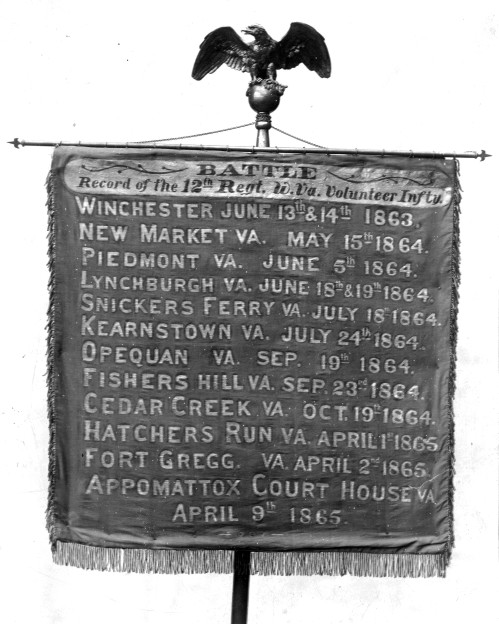 BATTLE
Record of the 12th Regt. W. Va. Volunteer Infty.
WINCHESTER JUNE 13th & 14th 1863.
NEW MARKET VA. MAY 15th 1864.
PIEDMONT VA. JUNE 5th 1864.
LYNCHBURGH VA. JUNE 18th & 19th 1864.
SNICKERS FERRY VA. JULY 18th 1864.
KEARNSTOWN VA. JULY 24th 1864.
OPEQUAN VA. SEP. 19th 1864.
FISHERS HILL VA. SEP. 23rd 1864.
CEDAR CREEK VA. OCT. 19th 1864.
HATCHERS RUN VA. APRIL 1st 1865
FORT GREGG. VA. APRIL 2nd 1865
APPOMATTOX COURT HOUSE VA
APRIL 9th 1865.